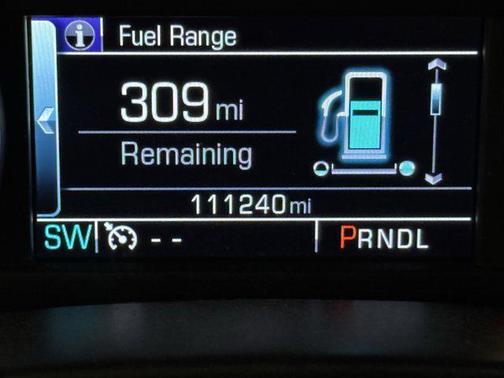 i Fuel Range
309 mi
Remaining
111240 mi
SW -- PRNDL